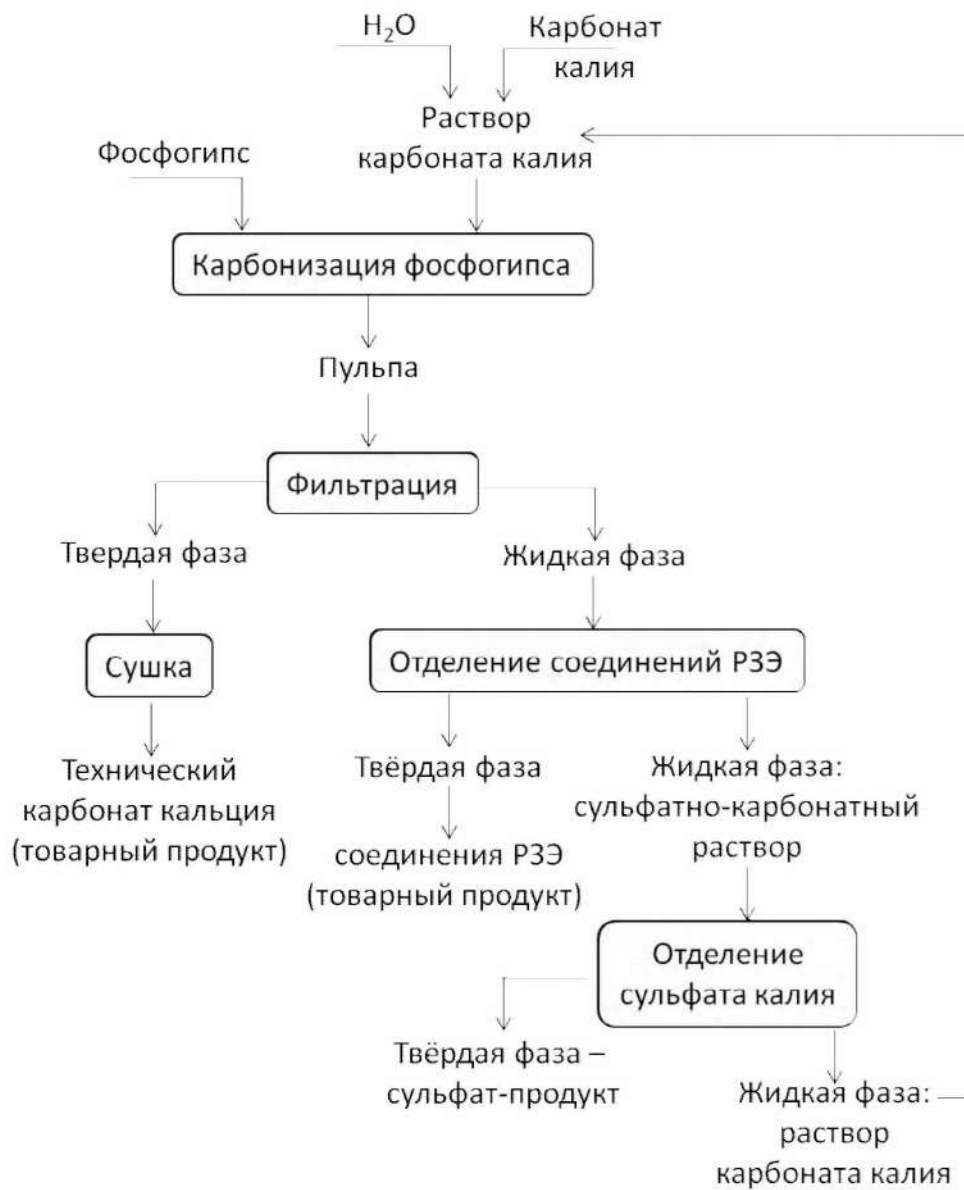 H₂O
Карбонат
калия
Раствор
карбоната калия
Фосфогипс
Карбонизация фосфогипса
Пульпа
Фильтрация
Твердая фаза
Жидкая фаза
Сушка
Отделение соединений РЗЭ
Технический
карбонат кальция
(товарный продукт)
Твёрдая фаза
соединения РЗЭ
(товарный продукт)
Жидкая фаза:
сульфатно-карбонатный
раствор
Отделение
сульфата калия
Твёрдая фаза –
сульфат-продукт
Жидкая фаза:
раствор
карбоната калия